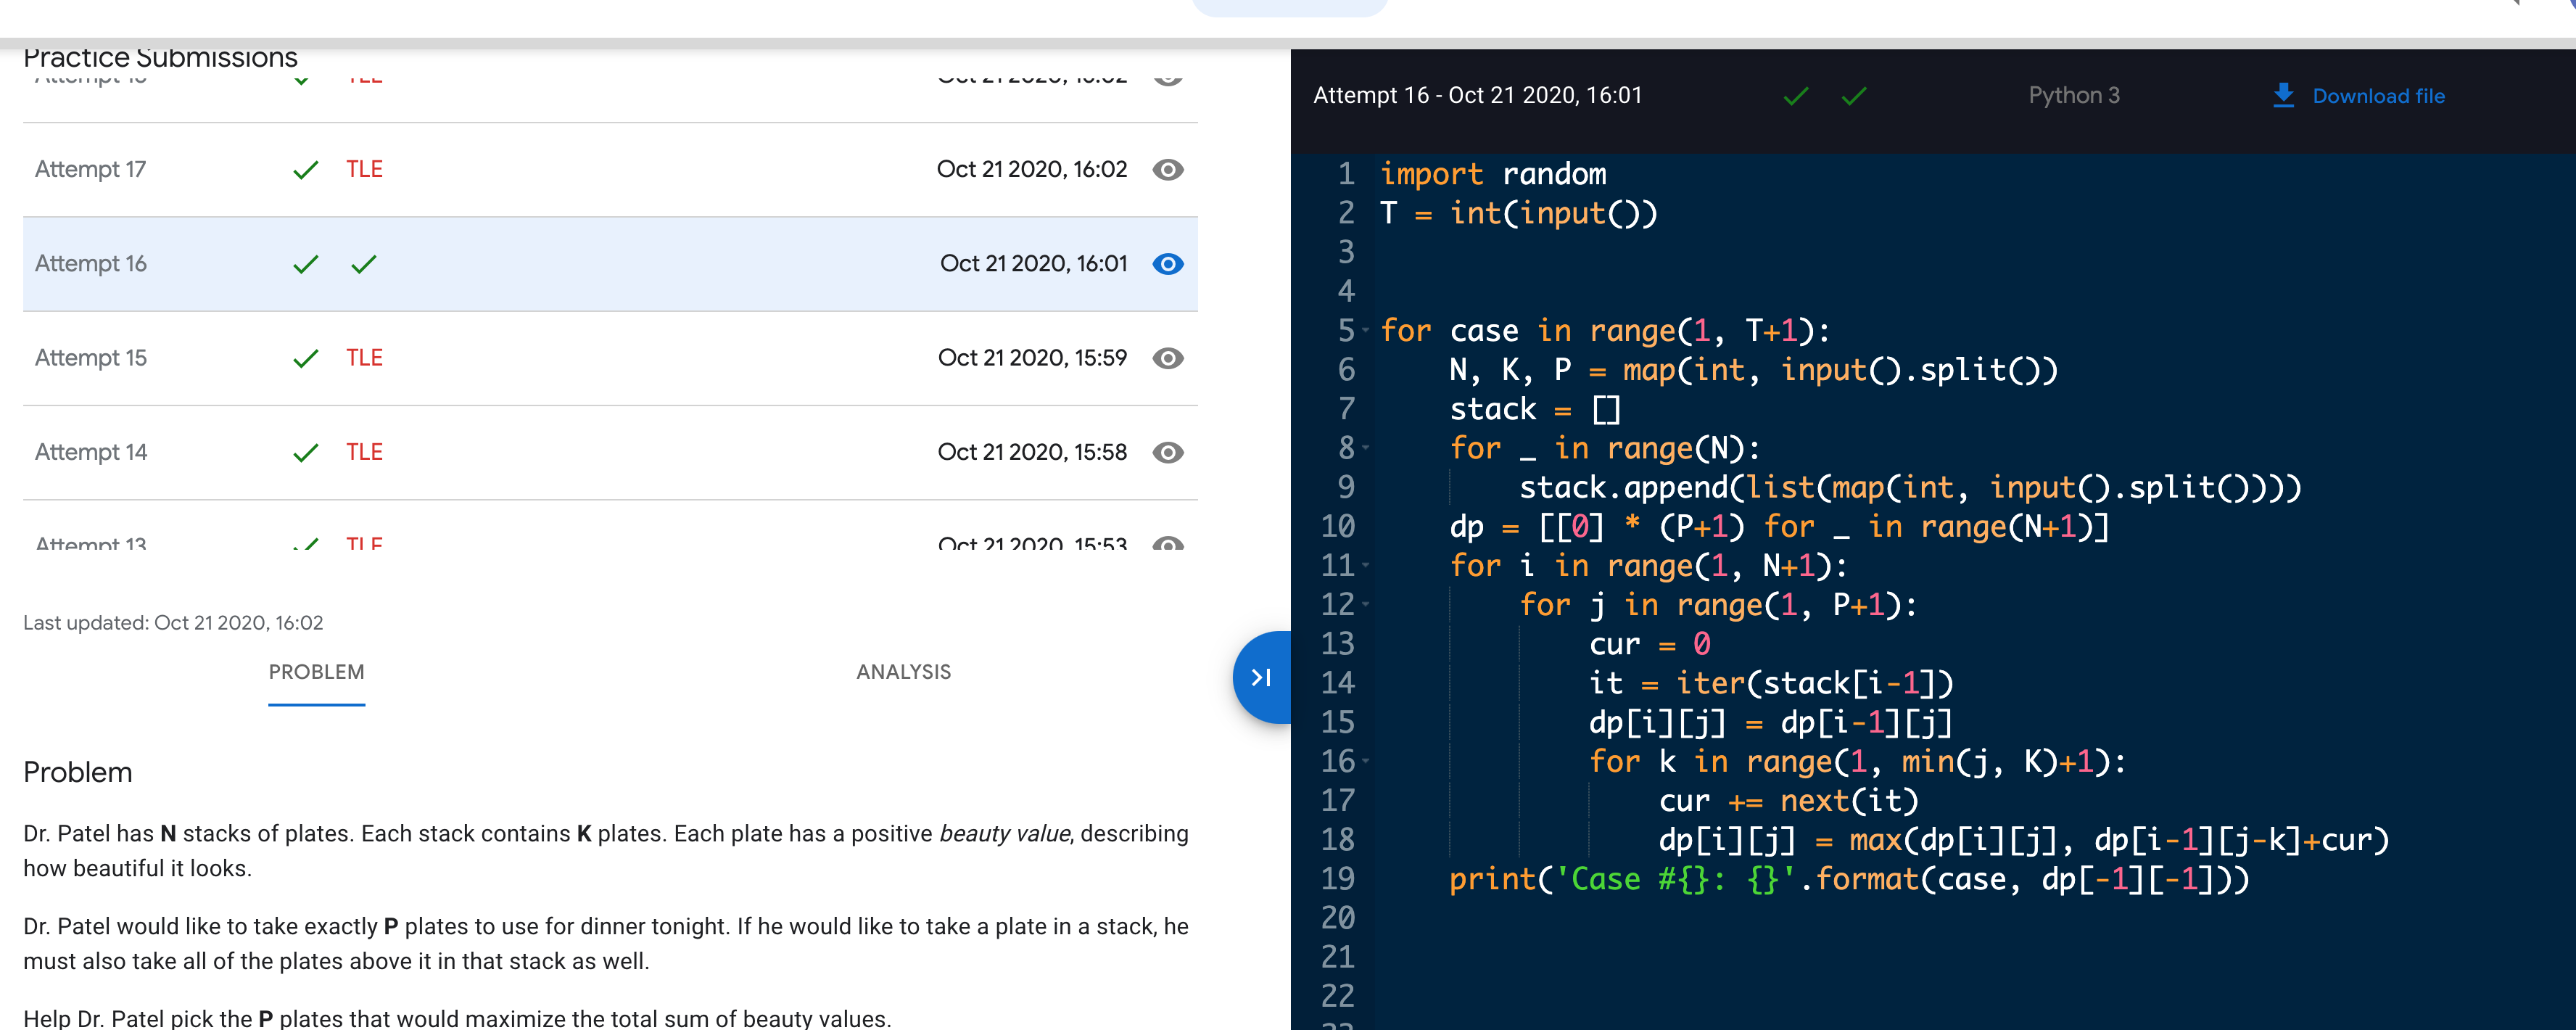 Practice Submissions
TLE
Attempt 17 TLE Oct 21 2020, 16:02
Attempt 16 Oct 21 2020, 16:01
Attempt 15 TLE Oct 21 2020, 15:59
Attempt 14 TLE Oct 21 2020, 15:58
Attempt 13 TLE Oct 21 2020, 15:53
Last updated: Oct 21 2020, 16:02
PROBLEM ANALYSIS
Problem
Dr. Patel has N stacks of plates. Each stack contains K plates. Each plate has a positive beauty value, describing
how beautiful it looks.
Dr. Patel would like to take exactly P plates to use for dinner tonight. If he would like to take a plate in a stack, he
must also take all of the plates above it in that stack as well.
Help Dr. Patel pick the P plates that would maximize the total sum of beauty values.
Attempt 16 - Oct 21 2020, 16:01 Python 3 Download file
1 import random
2 T = int(input())
3
4
5 for case in range(1, T+1):
6     N, K, P = map(int, input().split())
7     stack = []
8     for _ in range(N):
9         stack.append(list(map(int, input().split())))
10     dp = [[0] * (P+1) for _ in range(N+1)]
11     for i in range(1, N+1):
12         for j in range(1, P+1):
13             cur = 0
14             it = iter(stack[i-1])
15             dp[i][j] = dp[i-1][j]
16             for k in range(1, min(j, K)+1):
17                 cur += next(it)
18                 dp[i][j] = max(dp[i][j], dp[i-1][j-k]+cur)
19     print('Case #{}: {}'.format(case, dp[-1][-1]))
20
21
22